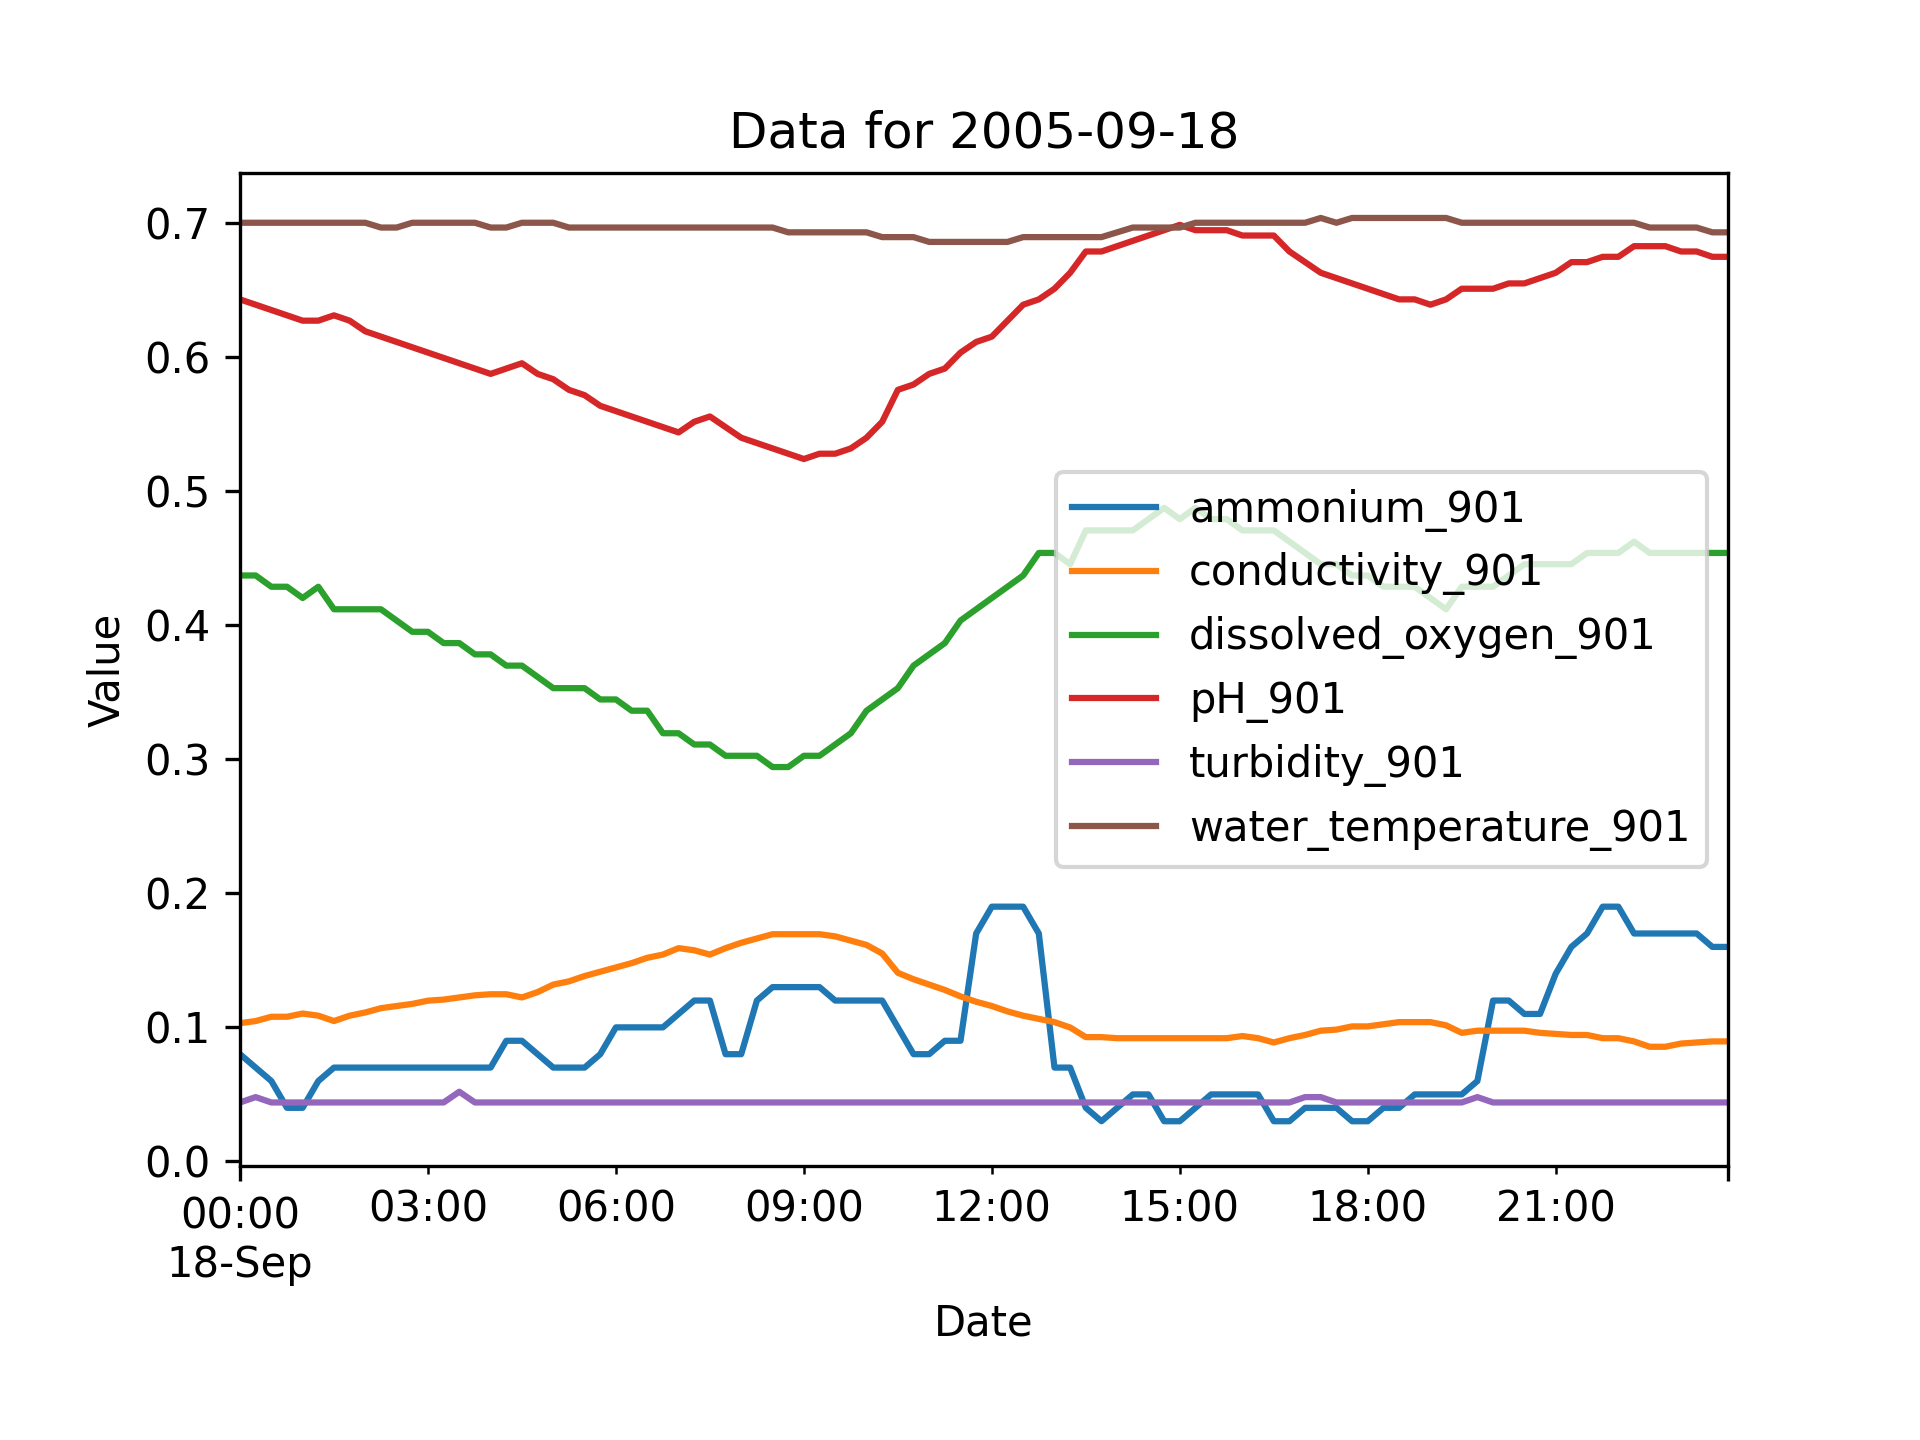 Data for 2005-09-18
0.7
0.6
0.5
0.4
0.3
0.2
0.1
0.0
Value
ammonium_901
conductivity_901
dissolved_oxygen_901
pH_901
turbidity_901
water_temperature_901
00:00 03:00 06:00 09:00 12:00 15:00 18:00 21:00
18-Sep
Date